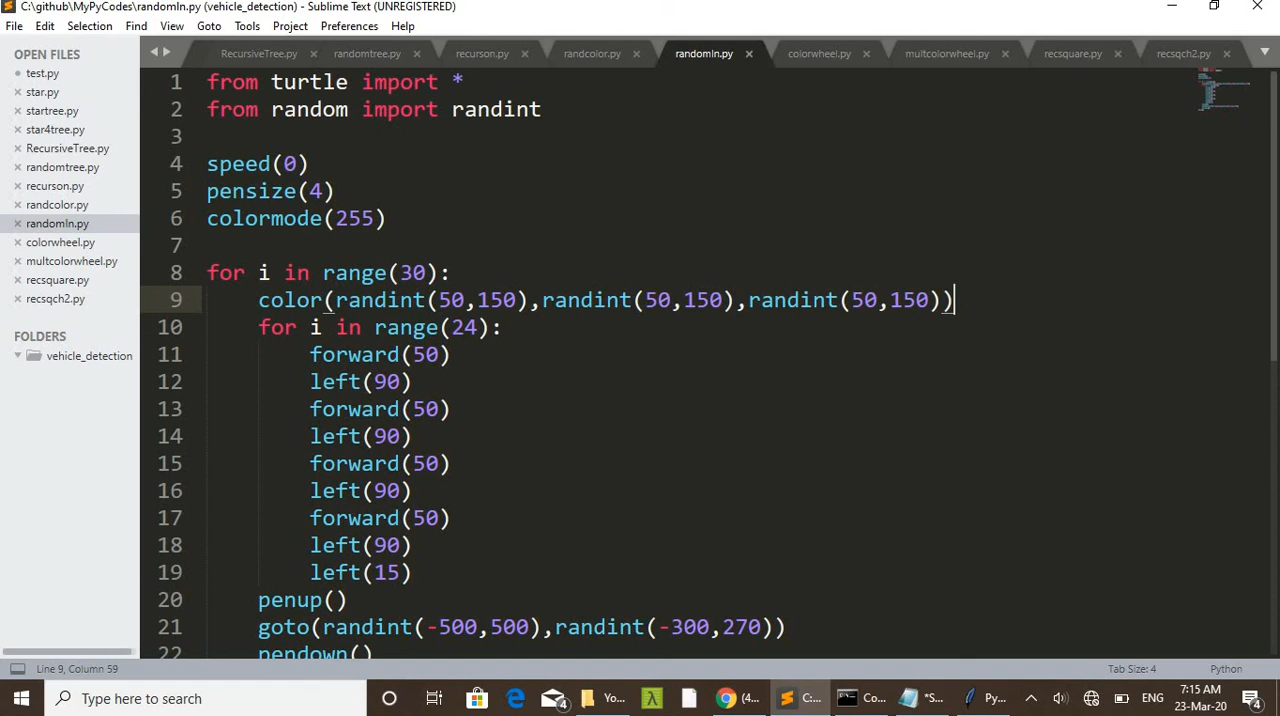 C:\github\MyPyCodes\randomln.py (vehicle_detection) - Sublime Text (UNREGISTERED)
File Edit Selection Find View Goto Tools Project Preferences Help
OPEN FILES
test.py
star.py
startree.py
star4tree.py
RecursiveTree.py
randomtree.py
recurson.py
randcolor.py
randomln.py
colorwheel.py
multcolorwheel.py
recsquare.py
recsqch2.py
FOLDERS
vehicle_detection
RecursiveTree.py randomtree.py recurson.py randcolor.py randomln.py colorwheel.py multcolorwheel.py recsquare.py recsqch2.py
1 from turtle import *
2 from random import randint
3
4 speed(0)
5 pensize(4)
6 colormode(255)
7
8 for i in range(30):
9 color(randint(50,150),randint(50,150),randint(50,150))
10 for i in range(24):
11 forward(50)
12 left(90)
13 forward(50)
14 left(90)
15 forward(50)
16 left(90)
17 forward(50)
18 left(90)
19 left(15)
20 penup()
21 goto(randint(-500,500),randint(-300,270))
22 pendown()
Line 9, Column 59 Tab Size: 4 Python
Type here to search 4 Yo... (4... C:... Co... *S... Py... ENG 7:15 AM 4
23-Mar-20